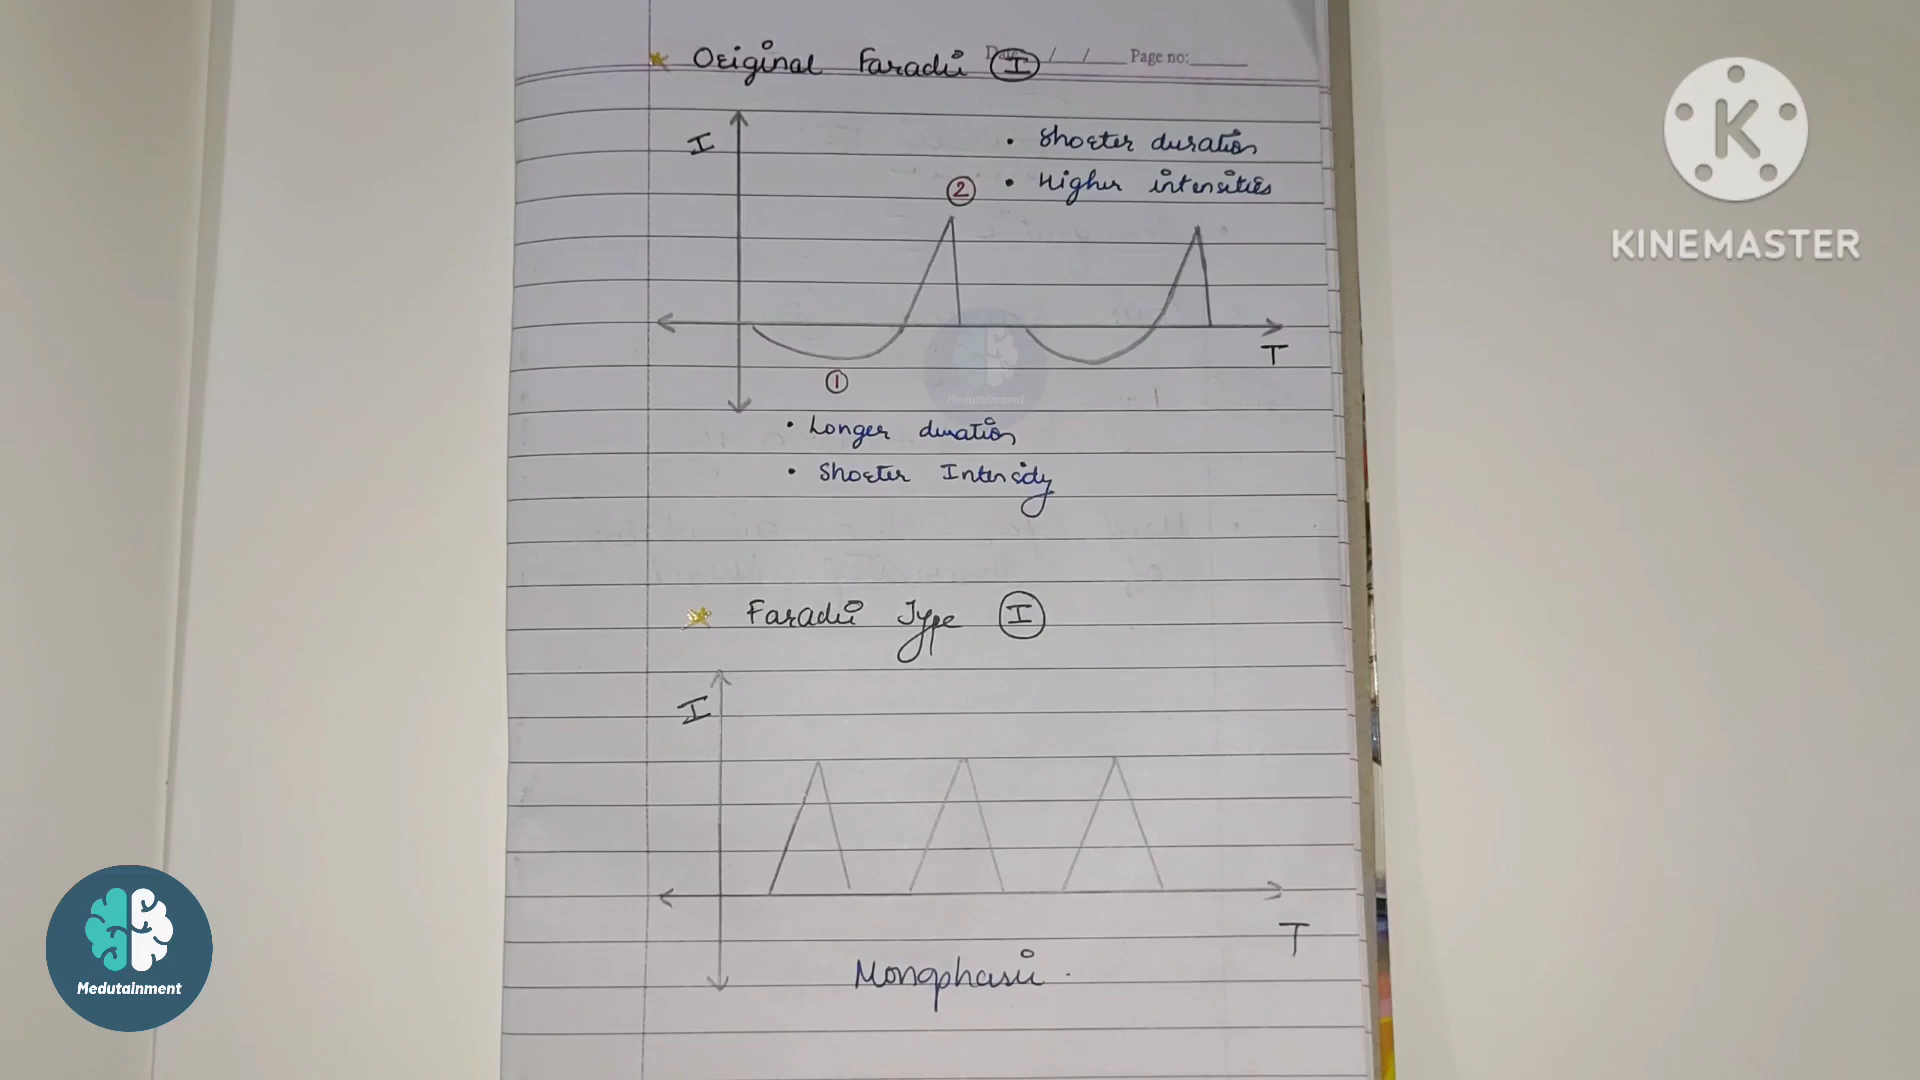 Original Faradic I
Date / / Page no:
I
• Shorter duration
② • Higher intensities
T
①
• Longer duration
• Shorter Intensity
Faradic Type I
I
T
Monophasic.
K
KINEMASTER
Medutainment
Medutainment